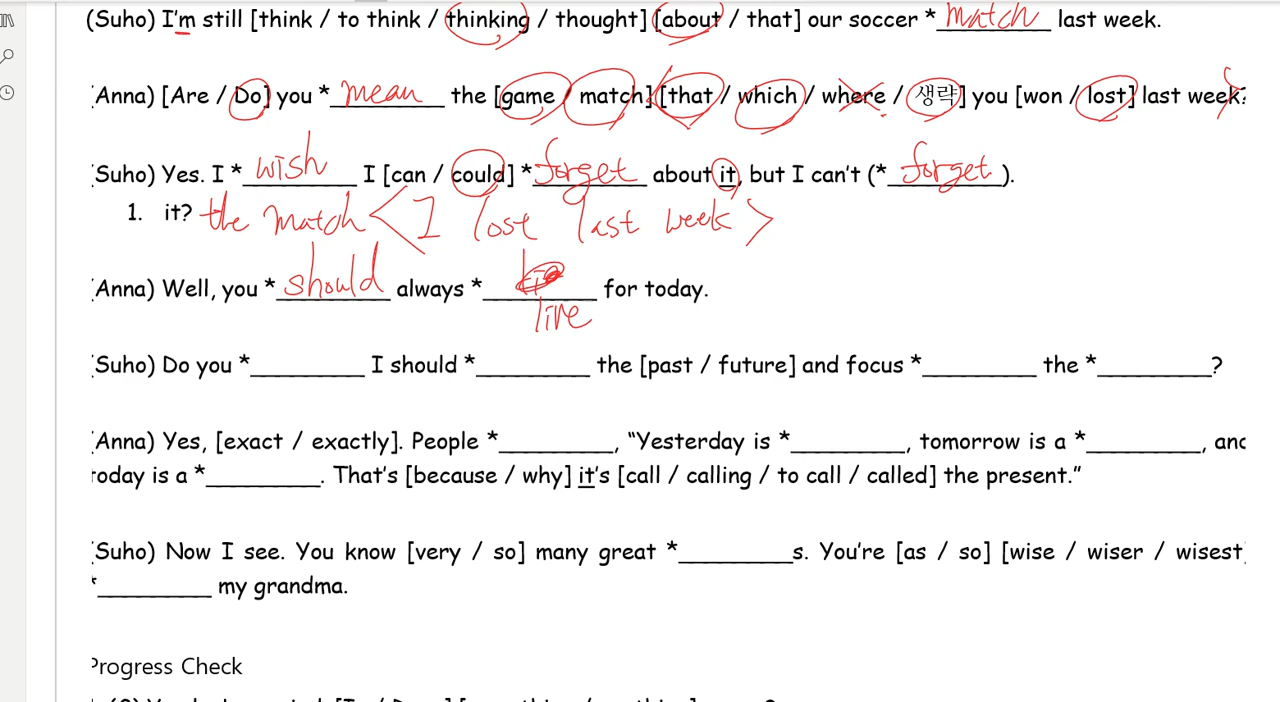 (Suho) I'm still [think / to think / thinking / thought] [about / that] our soccer * match last week.
Anna) [Are / Do] you * mean the [game / match] [that / which / where / 생략] you [won / lost] last week?
Suho) Yes. I * wish I [can / could] * forget about it, but I can't (* forget ).
1. it? the match < I lost last week >
Anna) Well, you * should always *_________ for today.
live
Suho) Do you *_________ I should *_________ the [past / future] and focus *_________ the *_________?
Anna) Yes, [exact / exactly]. People *_________, “Yesterday is *_________, tomorrow is a *_________, and
today is a *_________. That's [because / why] it's [call / calling / to call / called] the present.”
Suho) Now I see. You know [very / so] many great *_________s. You're [as / so] [wise / wiser / wisest]
*_________ my grandma.
Progress Check